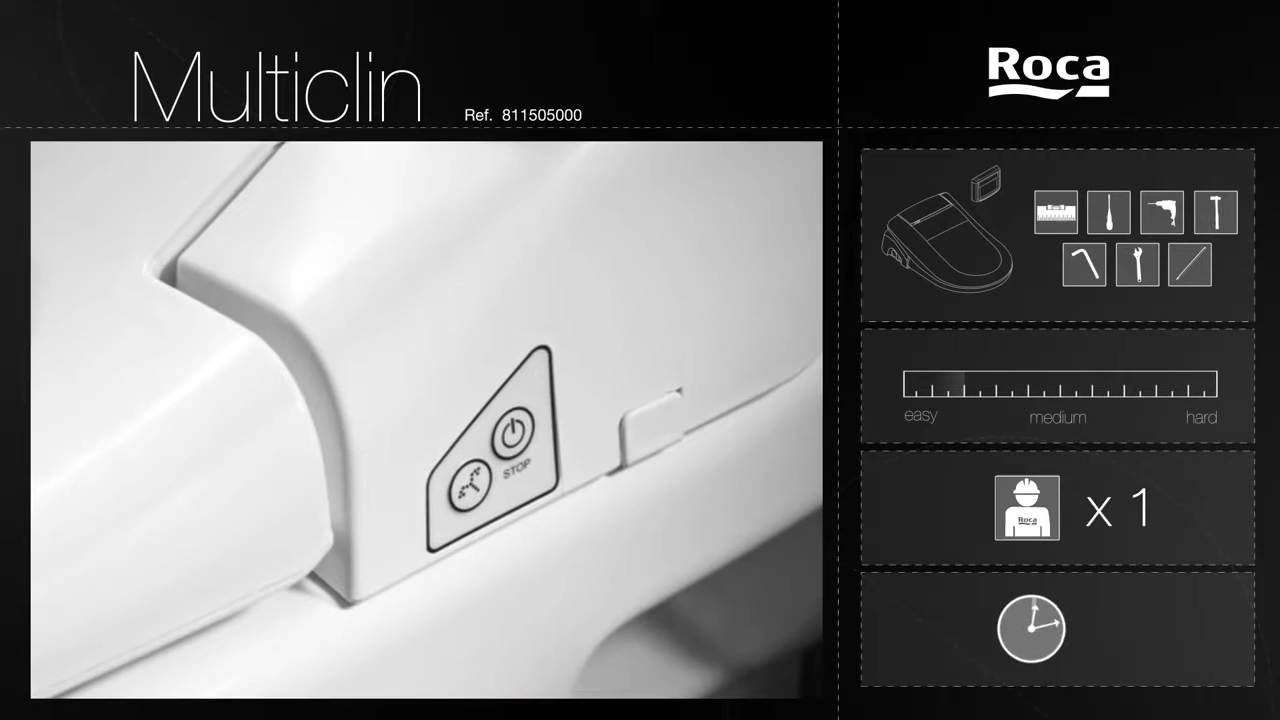 Multiclin
Ref. 811505000
Roca
STOP
easy
medium
hard
Roca
x 1